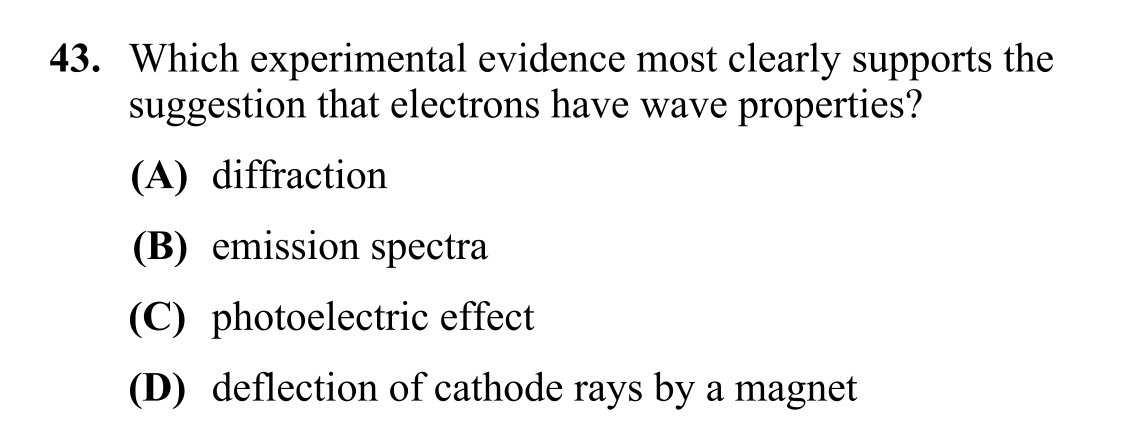 43. Which experimental evidence most clearly supports the
suggestion that electrons have wave properties?
(A) diffraction
(B) emission spectra
(C) photoelectric effect
(D) deflection of cathode rays by a magnet